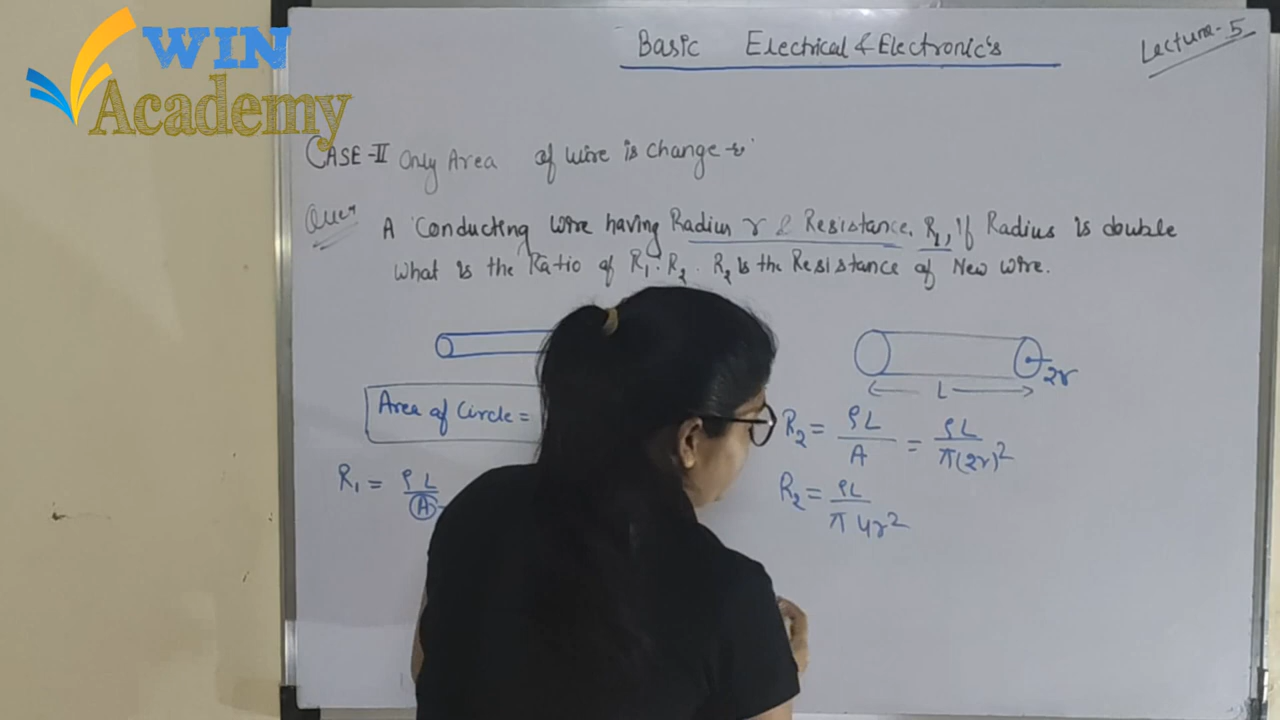 WIN
Academy
Basic Electrical & Electronic's
Lecture-5
CASE-II Only Area of wire is change :-
Ques
A Conducting wire having Radius r & Resistance. R₁, If Radius is double
what is the Ratio of R₁. R₂. R₂ is the Resistance of New wire.
2r
L
Area of Circle =
R₂ = ρL/A = ρL/π(2r)²
R₁ = ρL/A
R₂ = ρL/π4r²